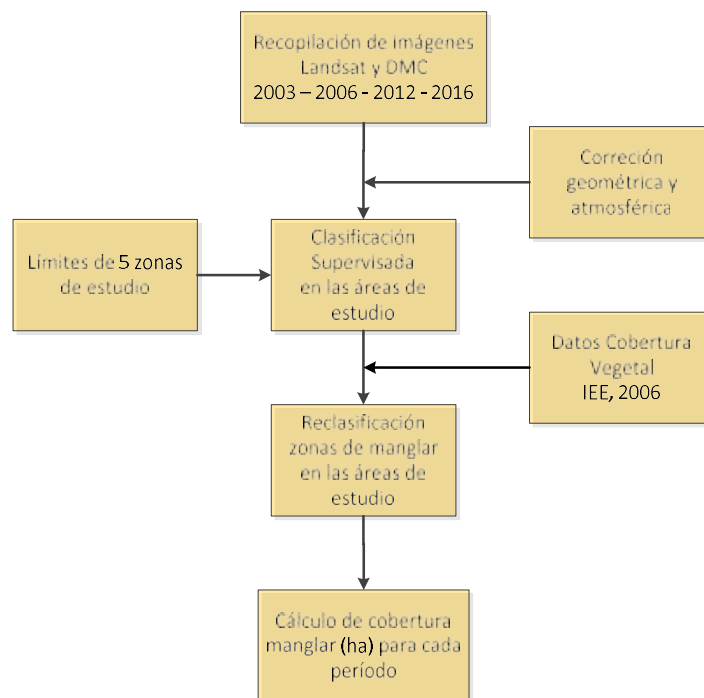 Recopilación de imágenes
Landsat y DMC
2003 – 2006 - 2012 - 2016
Correción
geométrica y
atmosférica
Límites de 5 zonas
de estudio
Clasificación
Supervisada
en las áreas de
estudio
Datos Cobertura
Vegetal
IEE, 2006
Reclasificación
zonas de manglar
en las áreas de
estudio
Cálculo de cobertura
manglar (ha) para cada
período